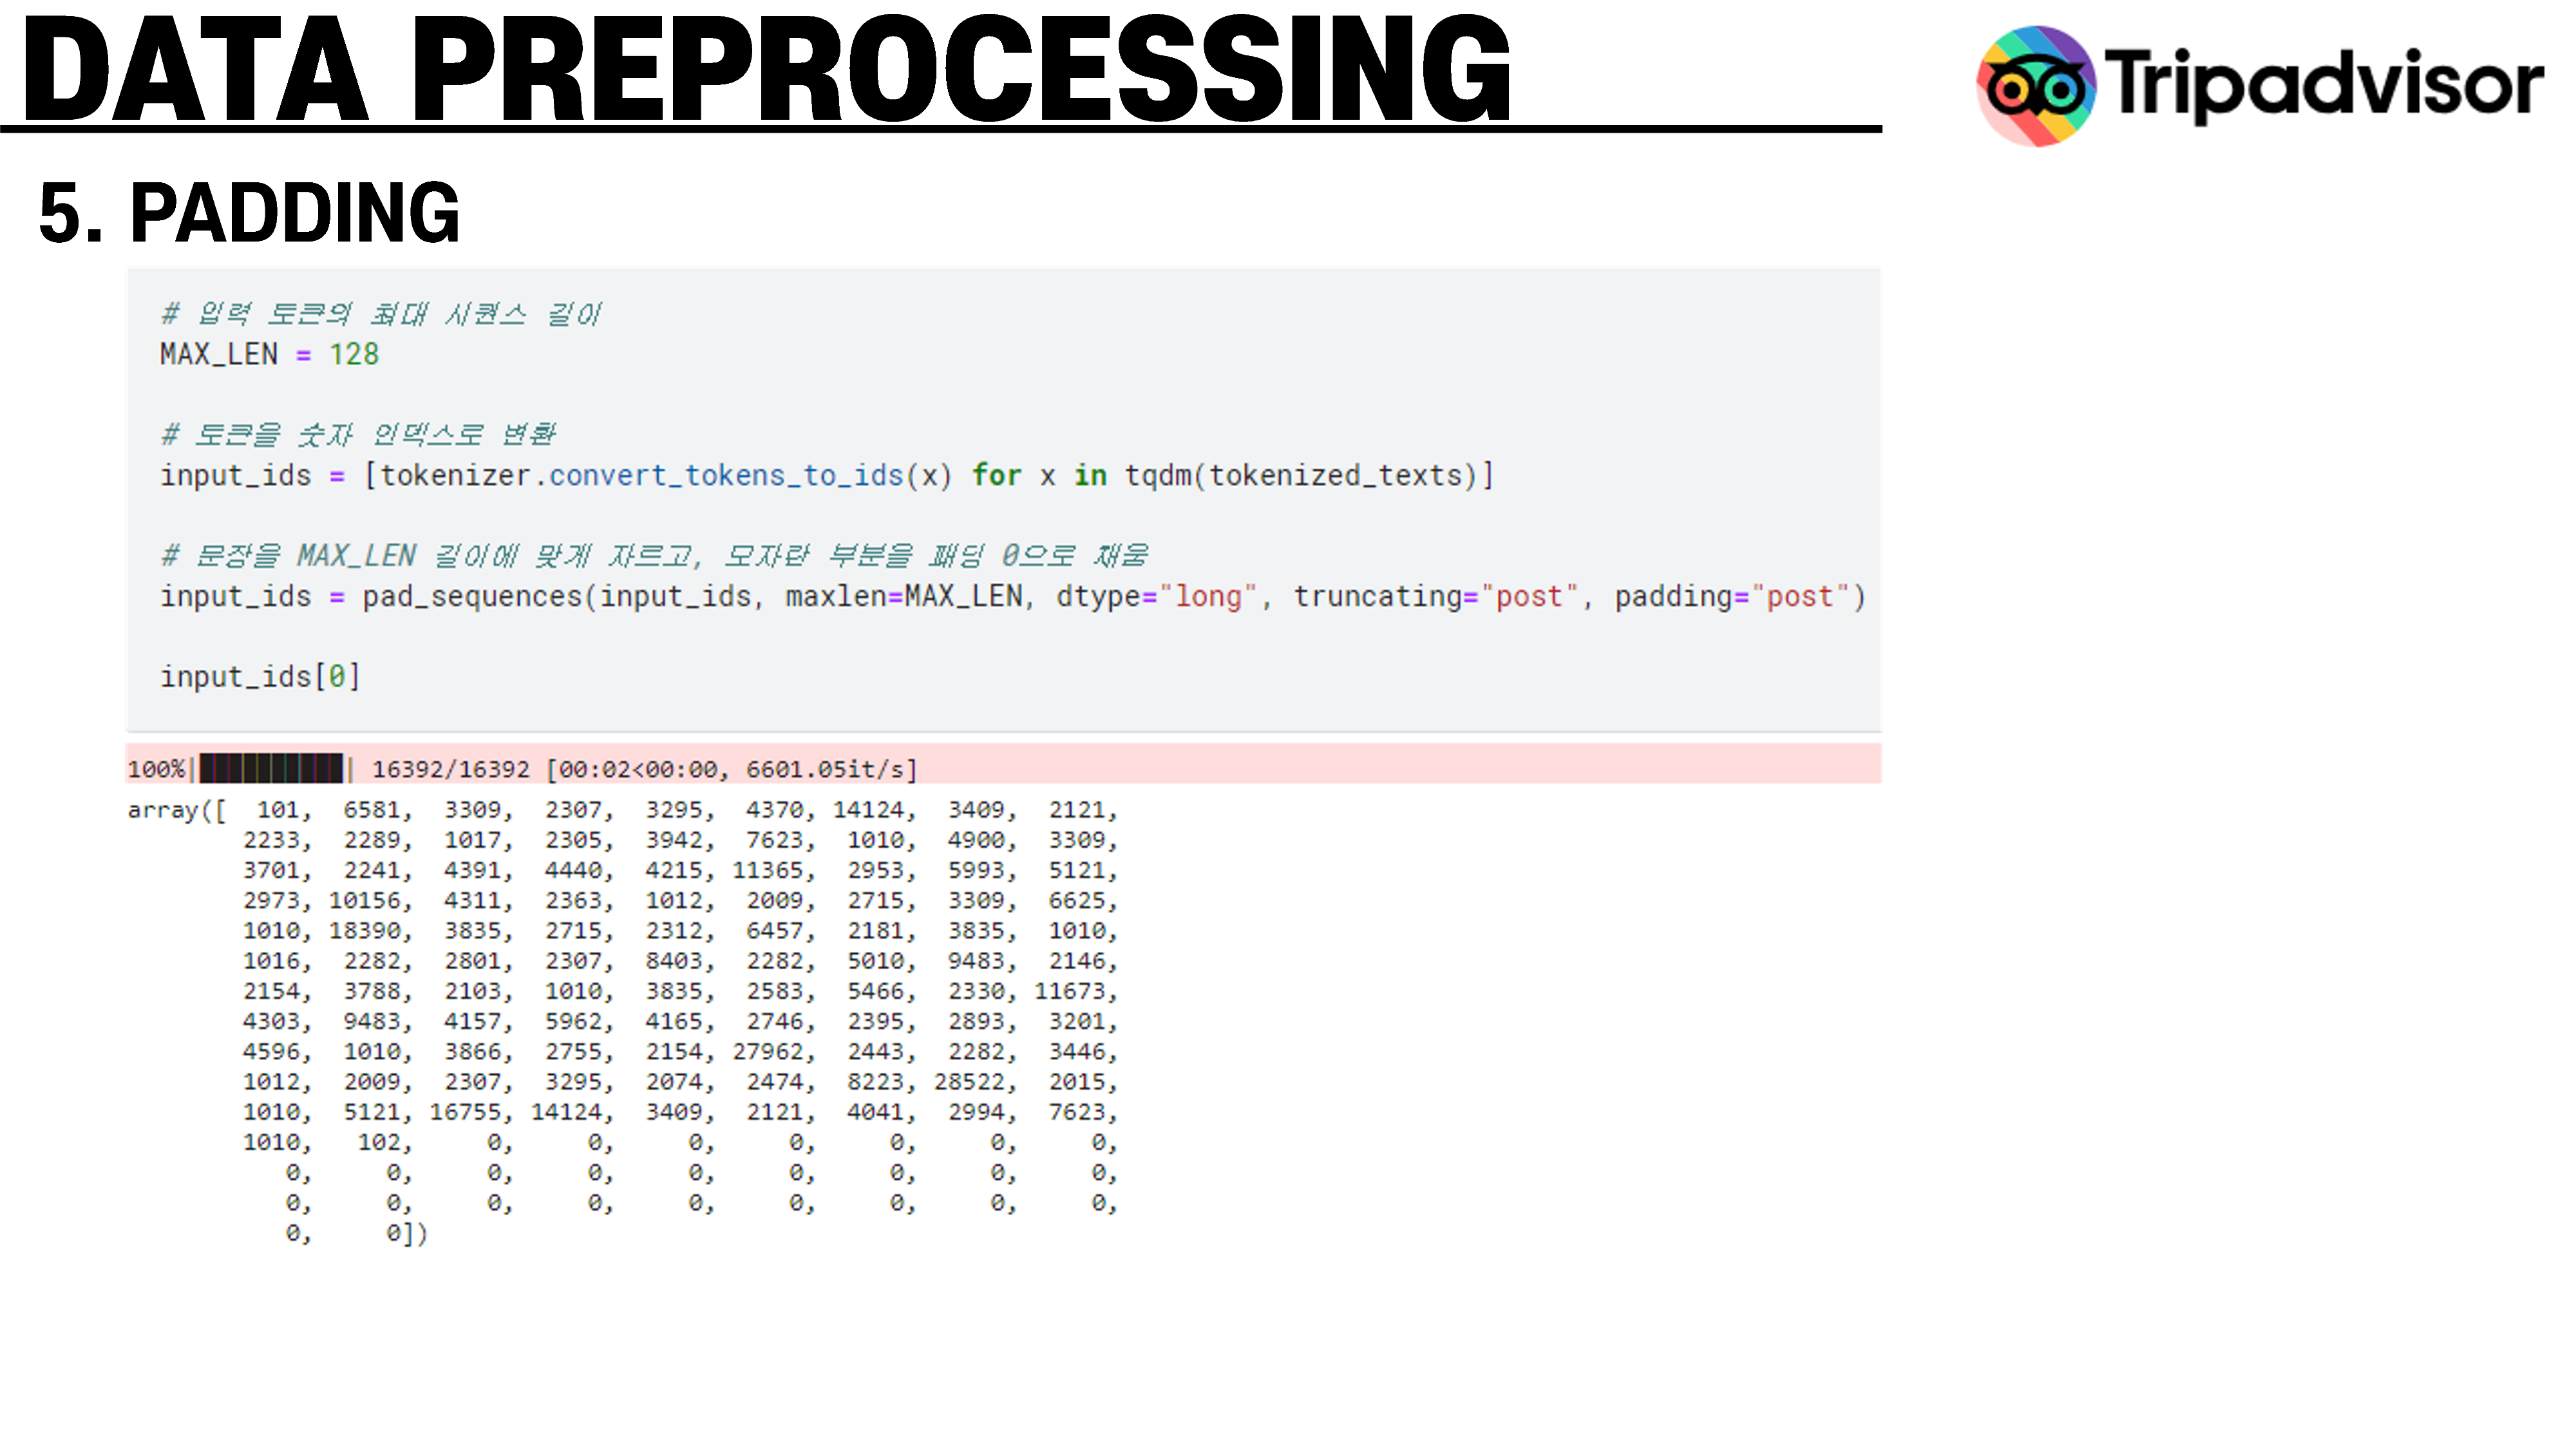 DATA PREPROCESSING
Tripadvisor
5. PADDING
# 입력 토큰의 최대 시퀀스 길이
MAX_LEN = 128
# 토큰을 숫자 인덱스로 변환
input_ids = [tokenizer.convert_tokens_to_ids(x) for x in tqdm(tokenized_texts)]
# 문장을 MAX_LEN 길이에 맞게 자르고, 모자란 부분을 패딩 0으로 채움
input_ids = pad_sequences(input_ids, maxlen=MAX_LEN, dtype="long", truncating="post", padding="post")
input_ids[0]
100%|██████████| 16392/16392 [00:02<00:00, 6601.05it/s]
array([ 101, 6581, 3309, 2307, 3295, 4370, 14124, 3409, 2121,
2233, 2289, 1017, 2305, 3942, 7623, 1010, 4900, 3309,
3701, 2241, 4391, 4440, 4215, 11365, 2953, 5993, 5121,
2973, 10156, 4311, 2363, 1012, 2009, 2715, 3309, 6625,
1010, 18390, 3835, 2715, 2312, 6457, 2181, 3835, 1010,
1016, 2282, 2801, 2307, 8403, 2282, 5010, 9483, 2146,
2154, 3788, 2103, 1010, 3835, 2583, 5466, 2330, 11673,
4303, 9483, 4157, 5962, 4165, 2746, 2395, 2893, 3201,
4596, 1010, 3866, 2755, 2154, 27962, 2443, 2282, 3446,
1012, 2009, 2307, 3295, 2074, 2474, 8223, 28522, 2015,
1010, 5121, 16755, 14124, 3409, 2121, 4041, 2994, 7623,
1010, 102, 0, 0, 0, 0, 0, 0, 0,
0, 0, 0, 0, 0, 0, 0, 0, 0,
0, 0, 0, 0, 0, 0, 0, 0, 0,
0, 0])